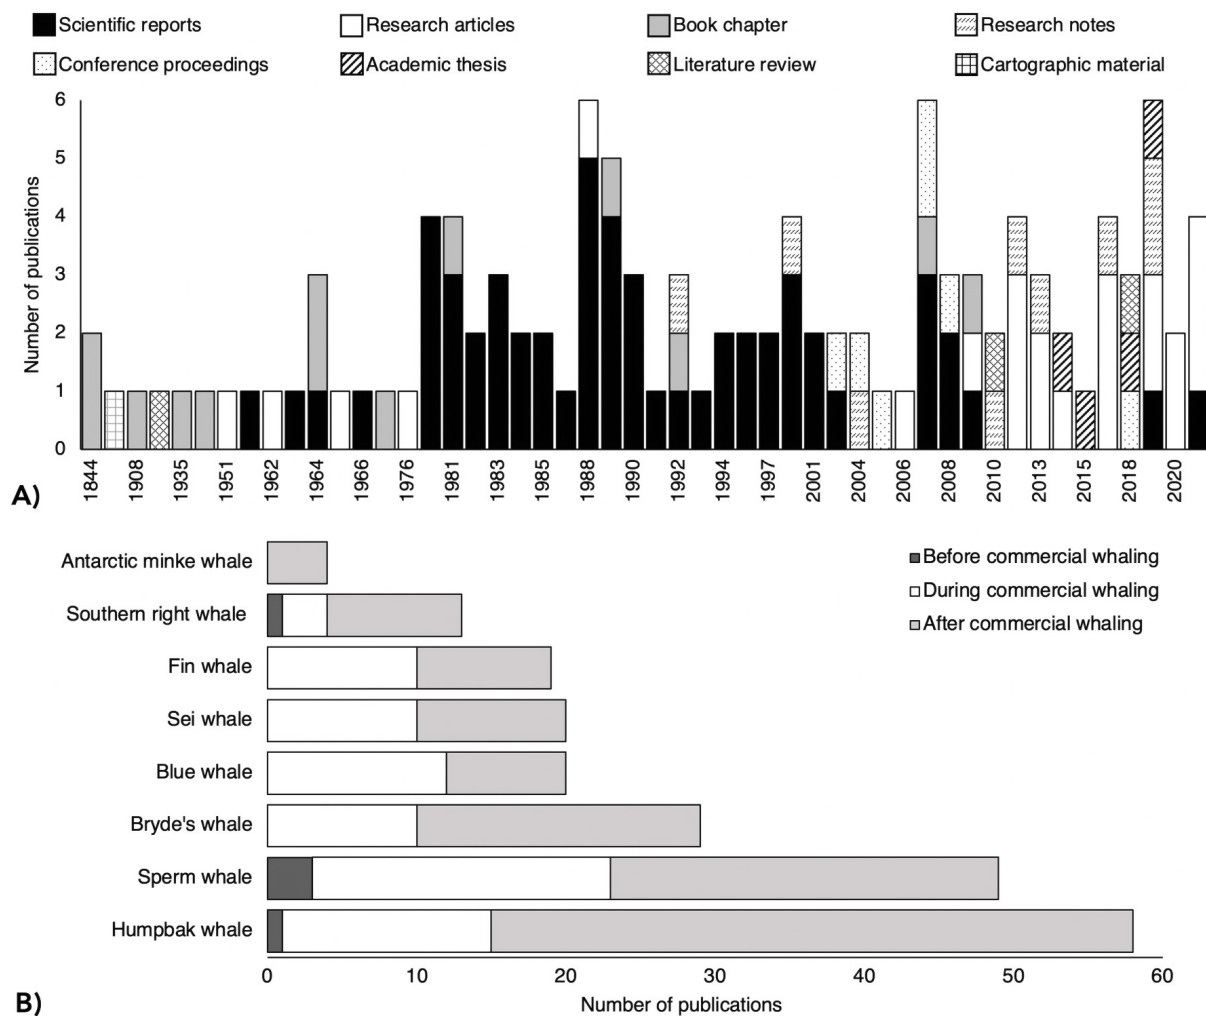 Scientific reports Research articles Book chapter Research notes
Conference proceedings Academic thesis Literature review Cartographic material
Number of publications
6
5
4
3
2
1
0
1844 1908 1935 1951 1962 1964 1966 1976 1981 1983 1985 1988 1990 1992 1994 1997 2001 2004 2006 2008 2010 2013 2015 2018 2020
A)
Before commercial whaling
During commercial whaling
After commercial whaling
Antarctic minke whale
Southern right whale
Fin whale
Sei whale
Blue whale
Bryde's whale
Sperm whale
Humpbak whale
0 10 20 30 40 50 60
Number of publications
B)